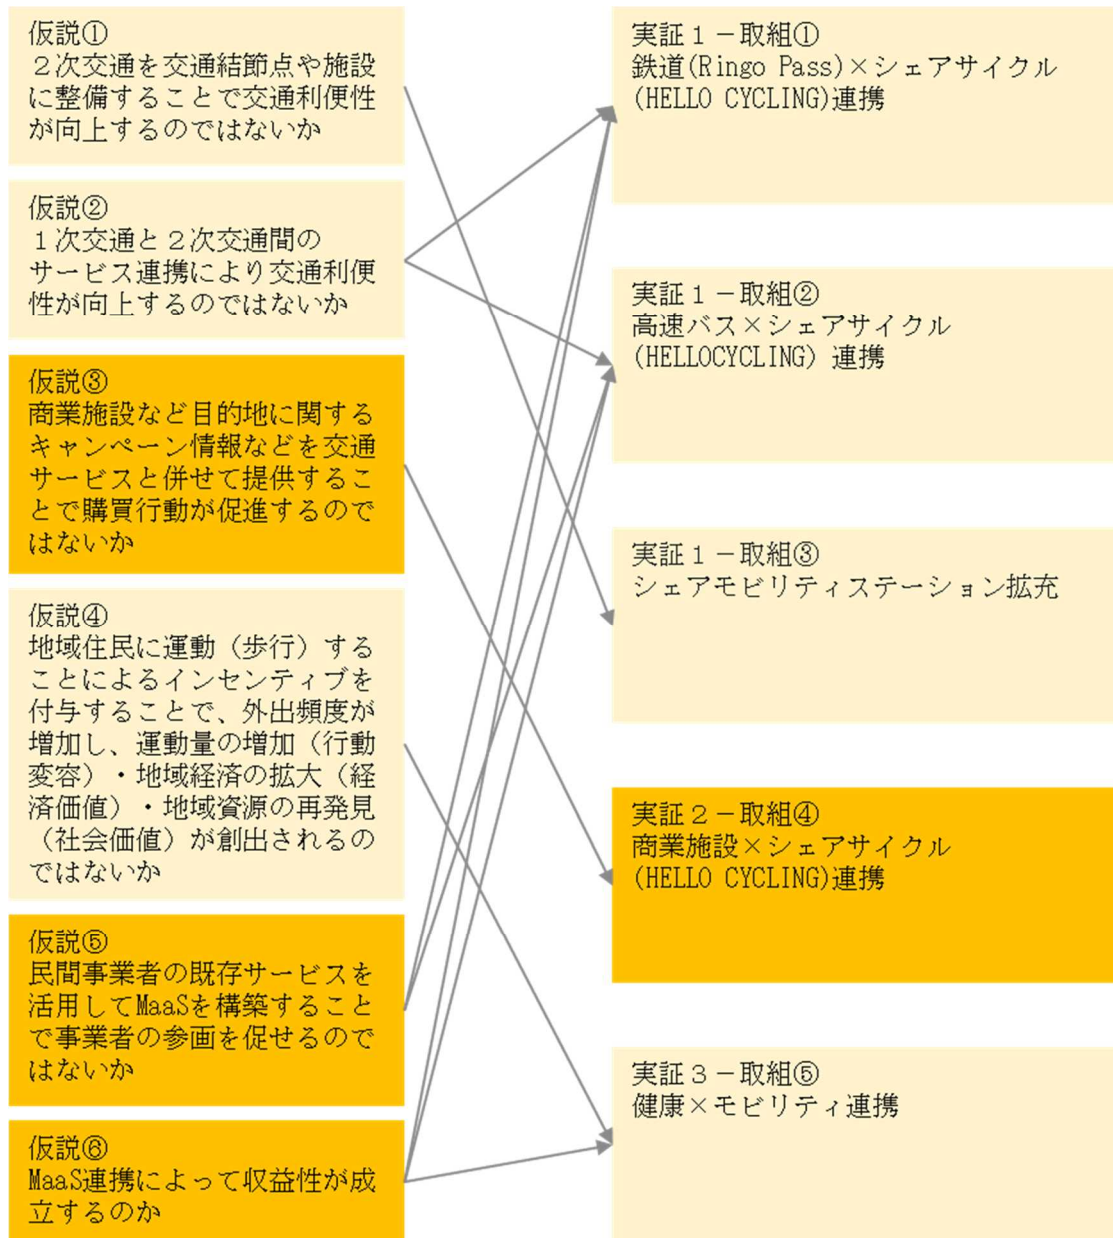 仮説①
２次交通を交通結節点や施設
に整備することで交通利便性
が向上するのではないか
仮説②
１次交通と２次交通間の
サービス連携により交通利便
性が向上するのではないか
仮説③
商業施設など目的地に関する
キャンペーン情報などを交通
サービスと併せて提供するこ
とで購買行動が促進するので
はないか
仮説④
地域住民に運動（歩行）する
ことによるインセンティブを
付与することで、外出頻度が
増加し、運動量の増加（行動
変容）・地域経済の拡大（経
済価値）・地域資源の再発見
（社会価値）が創出されるの
ではないか
仮説⑤
民間事業者の既存サービスを
活用してMaaSを構築すること
で事業者の参画を促せるので
はないか
仮説⑥
MaaS連携によって収益性が成
立するのか
実証１－取組①
鉄道(Ringo Pass)×シェアサイクル
(HELLO CYCLING)連携
実証１－取組②
高速バス×シェアサイクル
(HELLOCYCLING) 連携
実証１－取組③
シェアモビリティステーション拡充
実証２－取組④
商業施設×シェアサイクル
(HELLO CYCLING)連携
実証３－取組⑤
健康×モビリティ連携